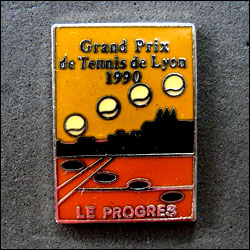 Grand Prix
de Tennis de Lyon
1990
LE PROGRES